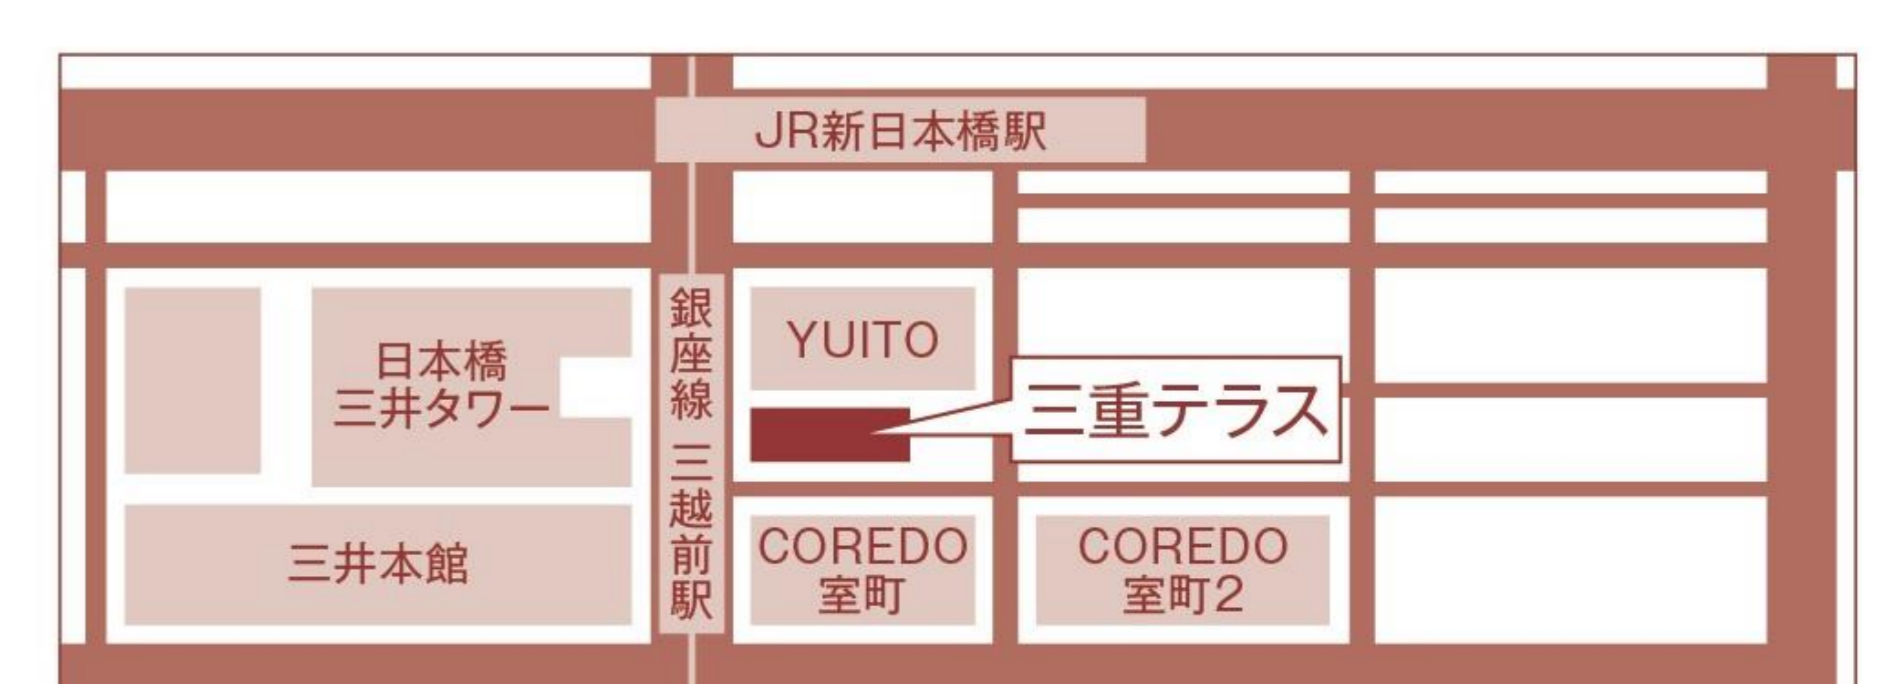 JR新日本橋駅
銀座線 三越前駅
日本橋
三井タワー
YUITO
三重テラス
三井本館
COREDO
室町
COREDO
室町2